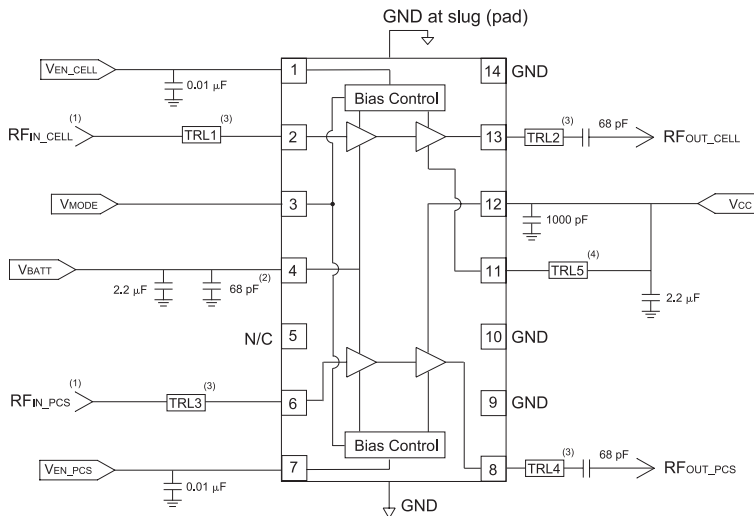 GND at slug (pad)
VEN_CELL
0.01 µF
1
14
GND
Bias Control
RFIN_CELL
(1)
TRL1
(3)
2
13
TRL2
(3)
68 pF
RFOUT_CELL
VMODE
3
12
1000 pF
VCC
VBATT
2.2 µF
68 pF
(2)
4
11
TRL5
(4)
2.2 µF
N/C
5
10
GND
RFIN_PCS
(1)
TRL3
(3)
6
9
GND
Bias Control
VEN_PCS
0.01 µF
7
8
TRL4
(3)
68 pF
RFOUT_PCS
GND